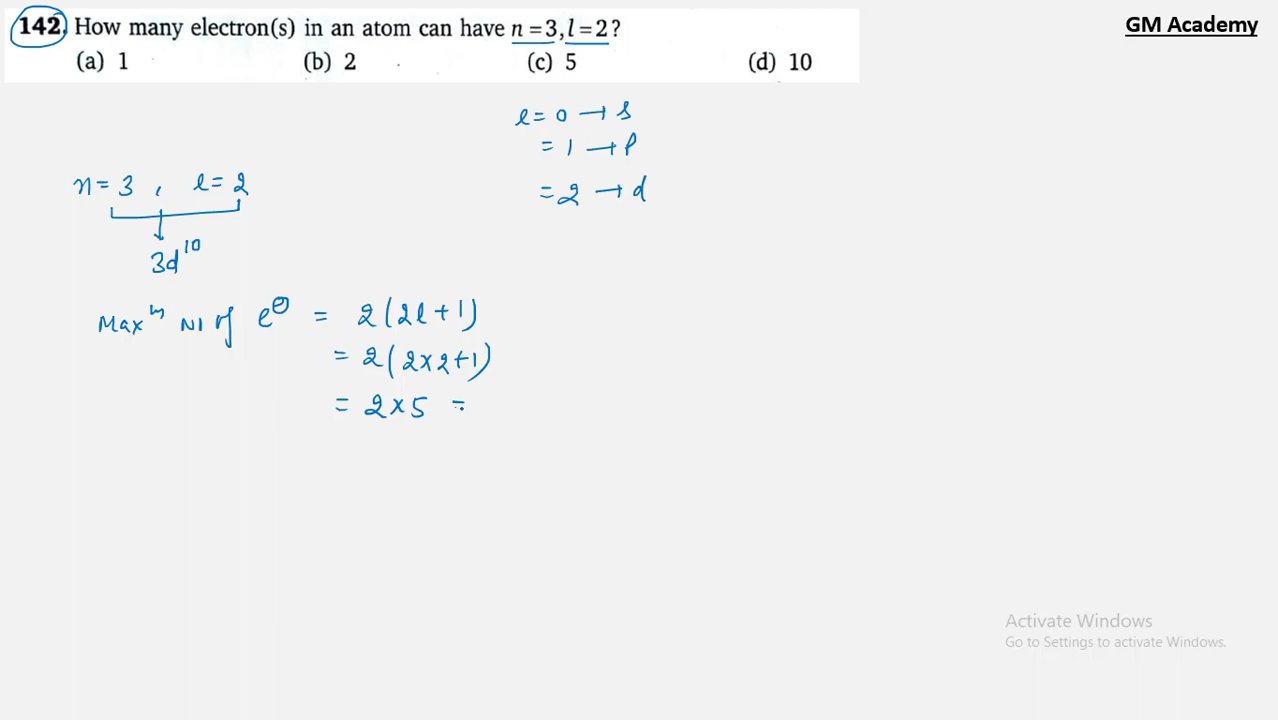 142. How many electron(s) in an atom can have n = 3, l = 2?
GM Academy
(a) 1 (b) 2 (c) 5 (d) 10
l = 0 → s
= 1 → p
= 2 → d
n = 3 , l = 2
3d¹⁰
Maxᵐ No of e⊖ = 2(2l + 1)
= 2(2×2+1)
= 2×5 =
Activate Windows
Go to Settings to activate Windows.